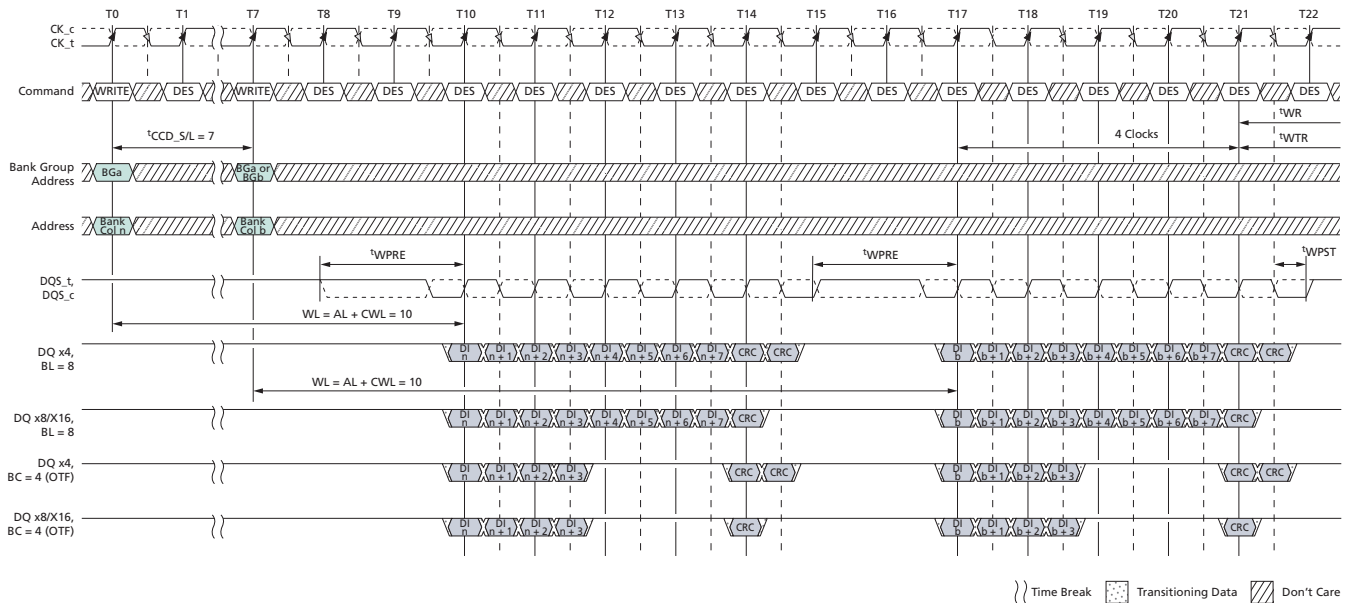 T0 T1 T7 T8 T9 T10 T11 T12 T13 T14 T15 T16 T17 T18 T19 T20 T21 T22
CK_c
CK_t
Command WRITE DES WRITE DES DES DES DES DES DES DES DES DES DES DES DES DES DES DES
tWR
tCCD_S/L = 7 4 Clocks tWTR
Bank Group
Address BGa BGa or
BGb
Address Bank
Col n Bank
Col b
tWPRE tWPRE tWPST
DQS_t,
DQS_c
WL = AL + CWL = 10
DQ x4,
BL = 8 DI
n DI
n + 1 DI
n + 2 DI
n + 3 DI
n + 4 DI
n + 5 DI
n + 6 DI
n + 7 CRC CRC DI
b DI
b + 1 DI
b + 2 DI
b + 3 DI
b + 4 DI
b + 5 DI
b + 6 DI
b + 7 CRC CRC
WL = AL + CWL = 10
DQ x8/X16,
BL = 8 DI
n DI
n + 1 DI
n + 2 DI
n + 3 DI
n + 4 DI
n + 5 DI
n + 6 DI
n + 7 CRC DI
b DI
b + 1 DI
b + 2 DI
b + 3 DI
b + 4 DI
b + 5 DI
b + 6 DI
b + 7 CRC
DQ x4,
BC = 4 (OTF) DI
n DI
n + 1 DI
n + 2 DI
n + 3 CRC CRC DI
b DI
b + 1 DI
b + 2 DI
b + 3 CRC CRC
DQ x8/X16,
BC = 4 (OTF) DI
n DI
n + 1 DI
n + 2 DI
n + 3 CRC DI
b DI
b + 1 DI
b + 2 DI
b + 3 CRC
Time Break Transitioning Data Don't Care